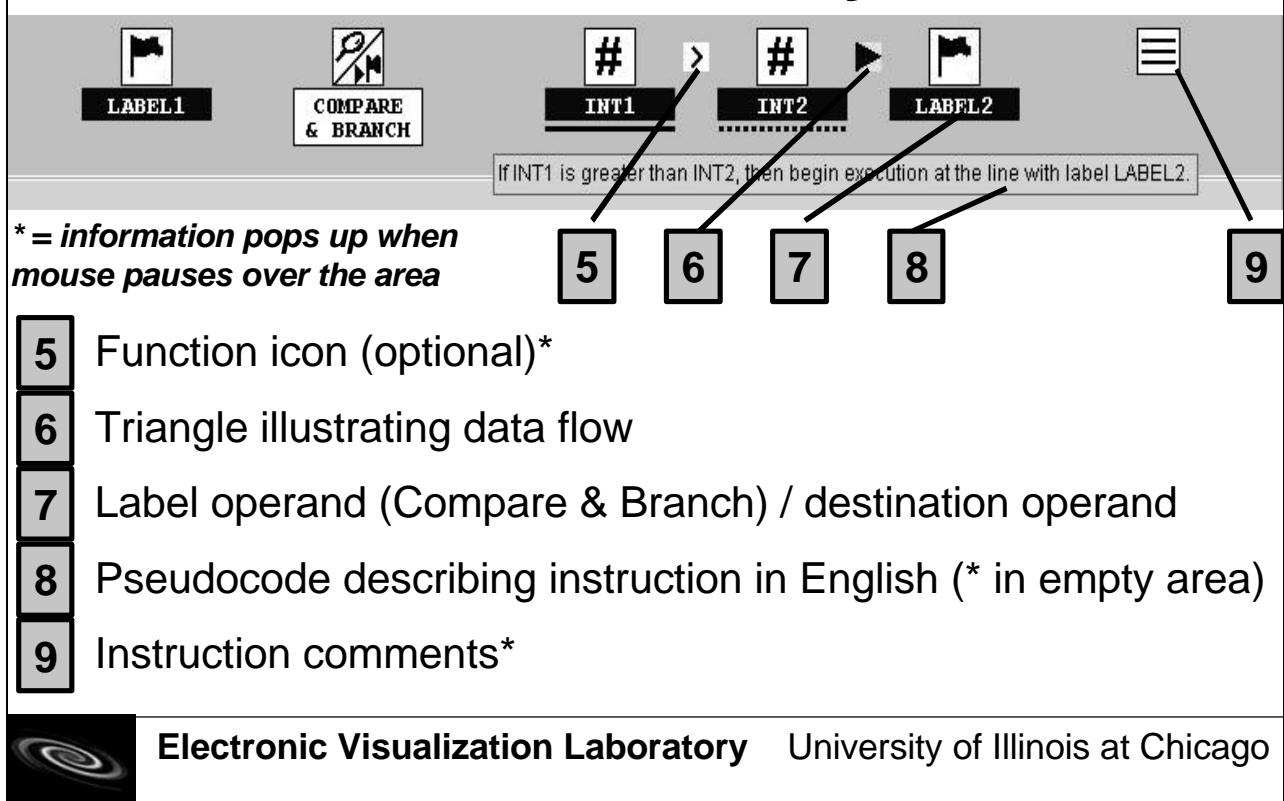 # > # 
LABEL1 COMPARE & BRANCH INT1 INT2 LABEL2
If INT1 is greater than INT2, then begin execution at the line with label LABEL2.
* = information pops up when
mouse pauses over the area
5 6 7 8 9
5 Function icon (optional)*
6 Triangle illustrating data flow
7 Label operand (Compare & Branch) / destination operand
8 Pseudocode describing instruction in English (* in empty area)
9 Instruction comments*
Electronic Visualization Laboratory University of Illinois at Chicago